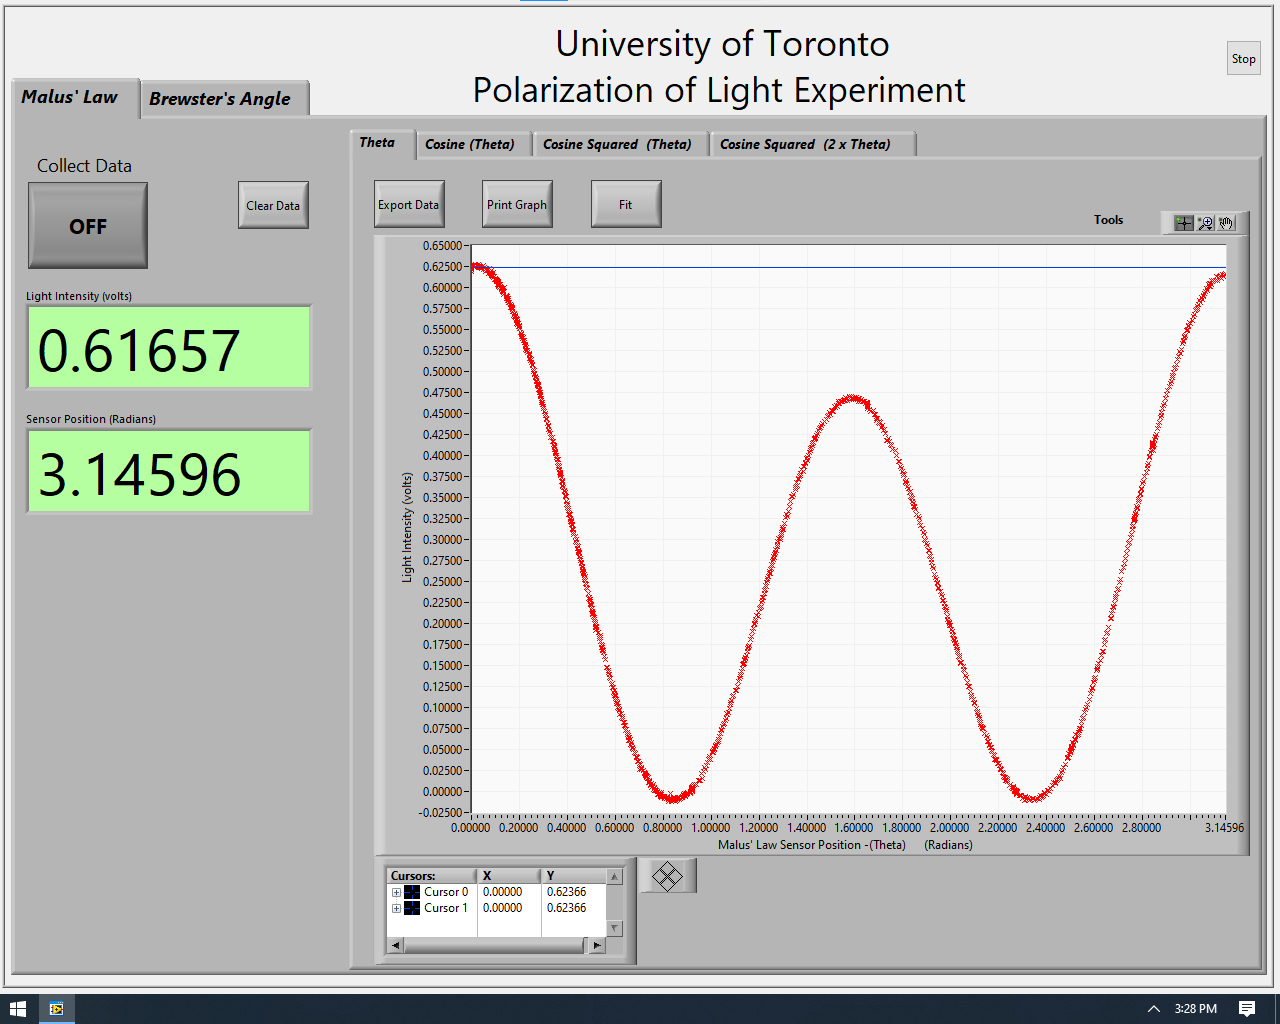 University of Toronto
Polarization of Light Experiment
Stop
Malus' Law
Brewster's Angle
Collect Data
OFF
Clear Data
Light Intensity (volts)
0.61657
Sensor Position (Radians)
3.14596
Theta
Cosine (Theta)
Cosine Squared (Theta)
Cosine Squared (2 x Theta)
Export Data
Print Graph
Fit
Tools
0.65000
0.62500
0.60000
0.57500
0.55000
0.52500
0.50000
0.47500
0.45000
0.42500
0.40000
0.37500
0.35000
0.32500
0.30000
0.27500
0.25000
0.22500
0.20000
0.17500
0.15000
0.12500
0.10000
0.07500
0.05000
0.02500
0.00000
-0.02500
Light Intensity (volts)
0.00000 0.20000 0.40000 0.60000 0.80000 1.00000 1.20000 1.40000 1.60000 1.80000 2.00000 2.20000 2.40000 2.60000 2.80000 3.14596
Malus' Law Sensor Position -(Theta) (Radians)
Cursors: X Y
Cursor 0 0.00000 0.62366
Cursor 1 0.00000 0.62366
3:28 PM